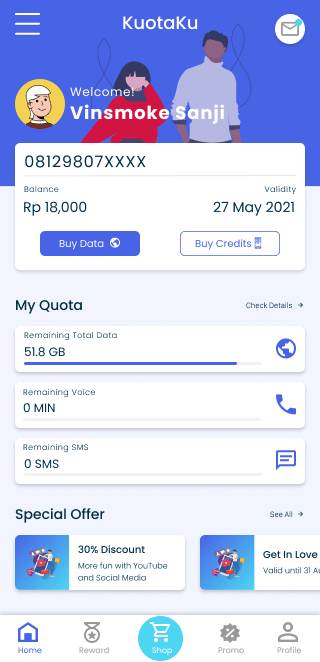 KuotaKu
Welcome!
Vinsmoke Sanji
08129807XXXX
Balance Validity
Rp 18,000 27 May 2021
Buy Data Buy Credits
My Quota Check Details
Remaining Total Data
51.8 GB
Remaining Voice
0 MIN
Remaining SMS
0 SMS
Special Offer See All
30% Discount
More fun with YouTube
and Social Media
Get In Love
Valid until 31 Au
Home Reward Shop Promo Profile